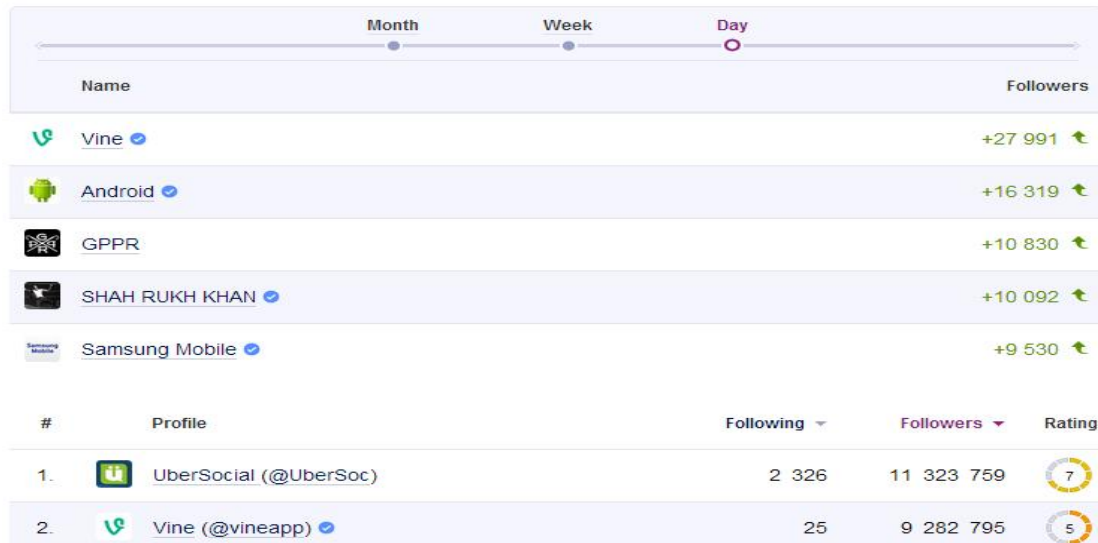 Month Week Day
Name Followers
Vine +27 991
Android +16 319
GPPR +10 830
SHAH RUKH KHAN +10 092
Samsung Mobile Samsung Mobile +9 530
# Profile Following Followers Rating
1. ü UberSocial (@UberSoc) 2 326 11 323 759 7
2. Vine (@vineapp) 25 9 282 795 5